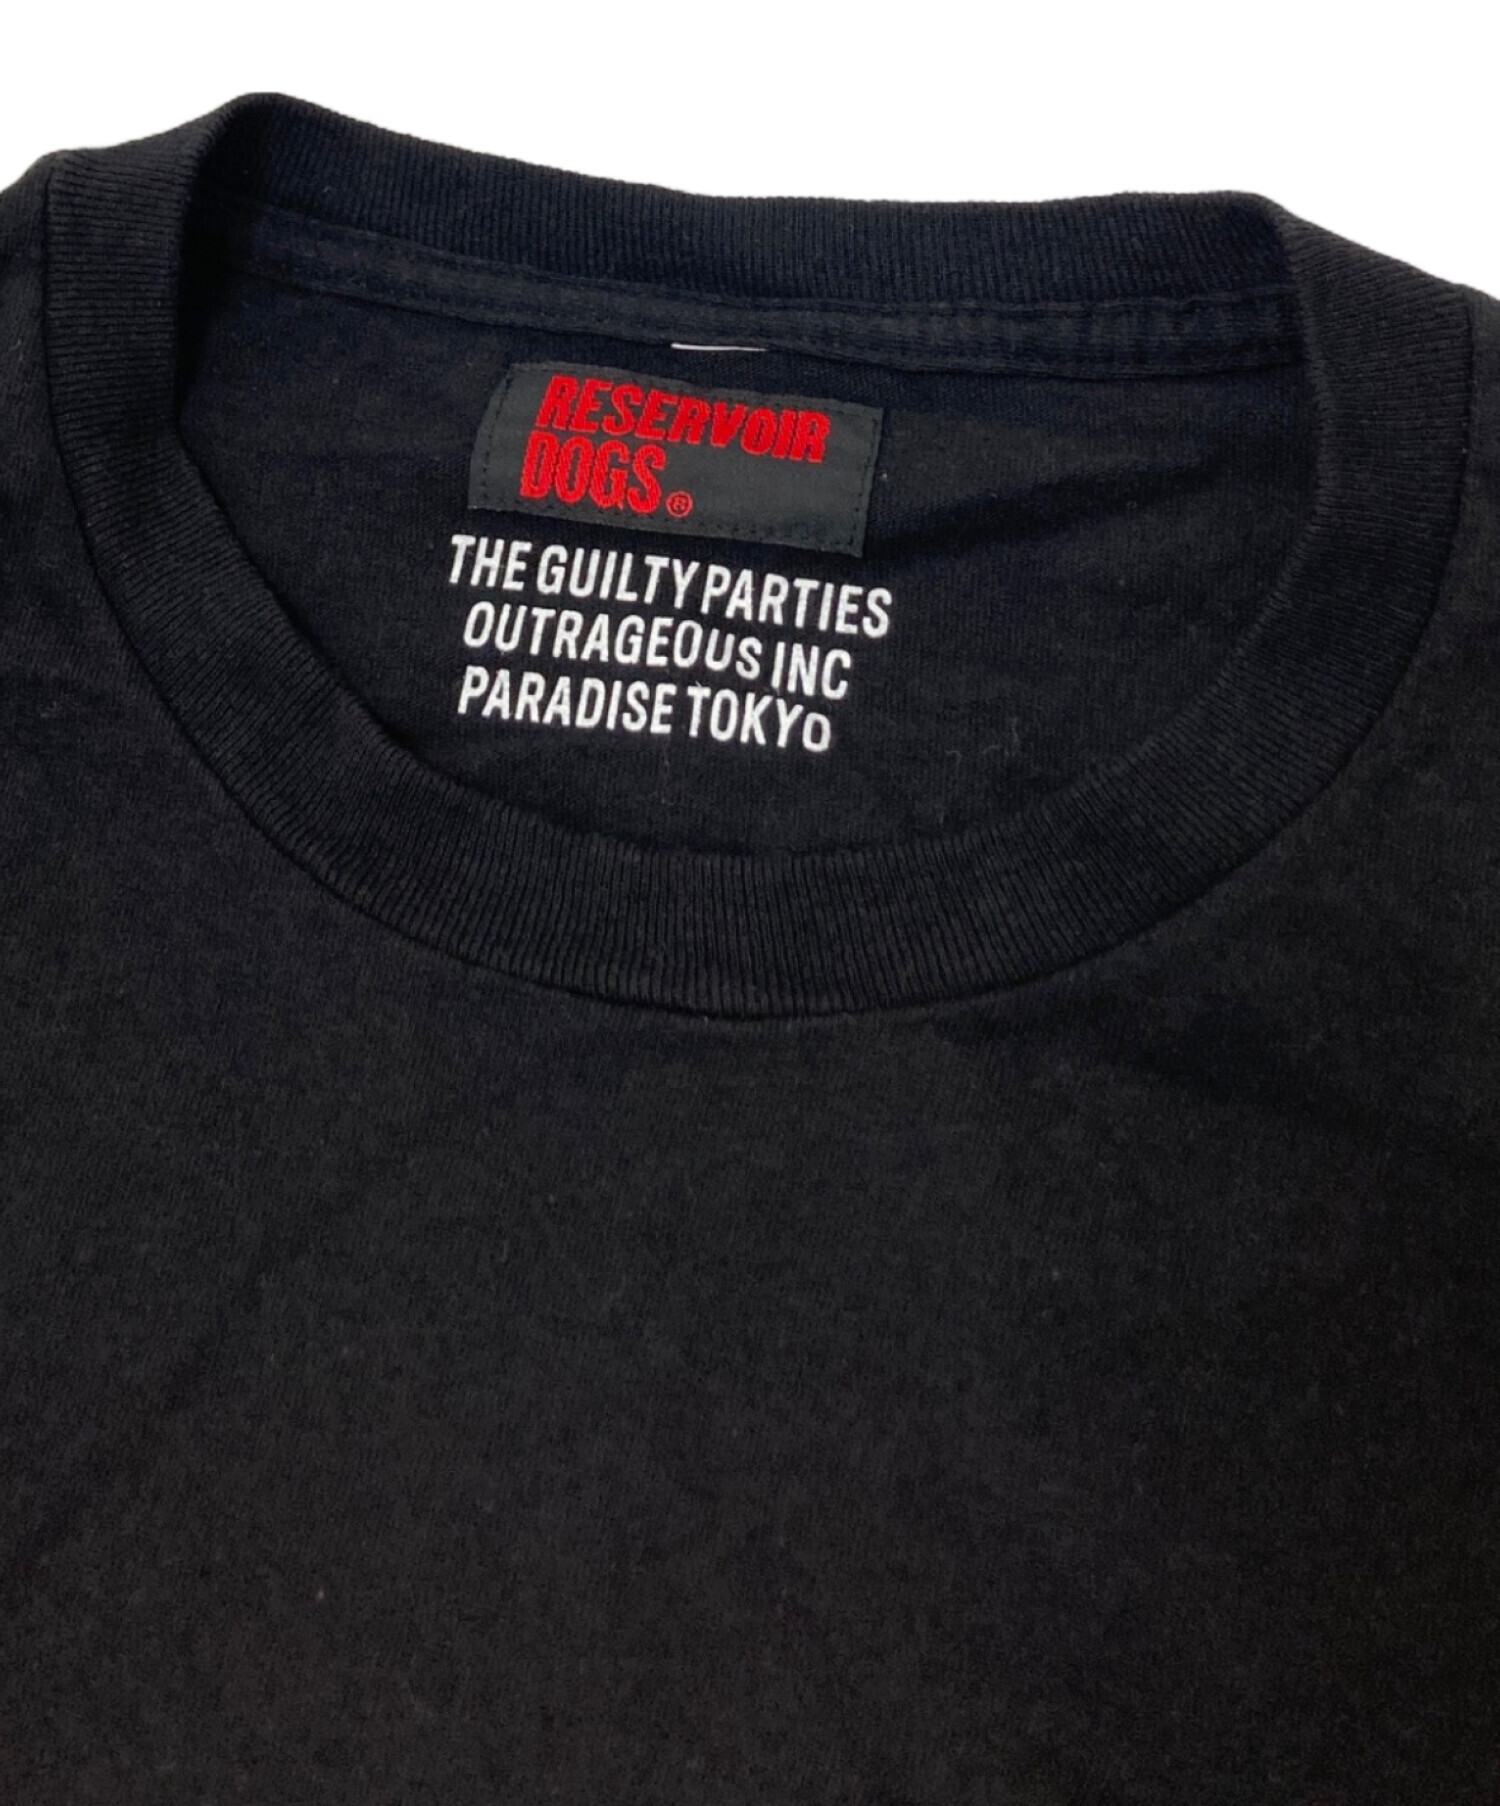 RESERVOIR
DOGS®
THE GUILTY PARTIES
OUTRAGEOUS INC
PARADISE TOKYO